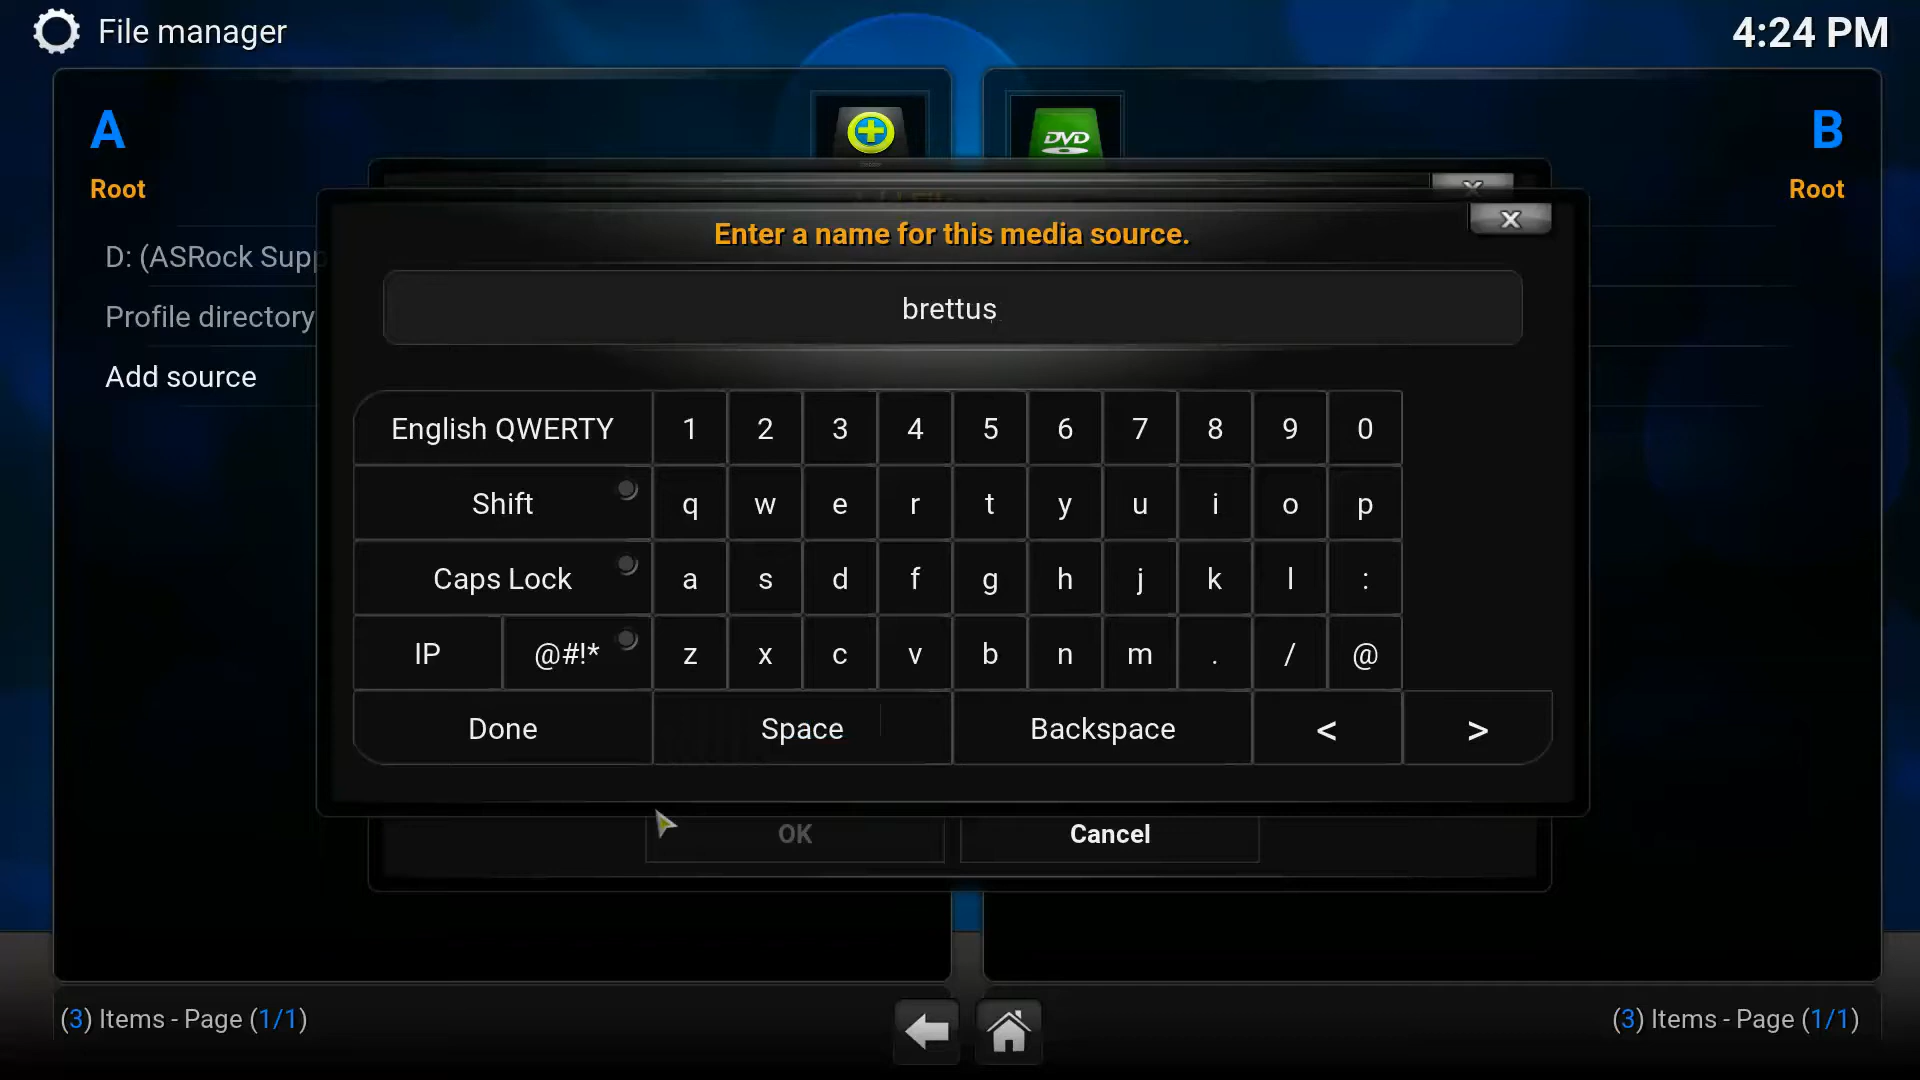 File manager
4:24 PM
A
B
DVD
Root
Root
Enter a name for this media source.
x
D: (ASRock Supp
brettus
Profile directory
Add source
English QWERTY 1 2 3 4 5 6 7 8 9 0
Shift q w e r t y u i o p
Caps Lock a s d f g h j k l :
IP @#!* z x c v b n m . / @
Done Space Backspace < >
OK Cancel
(3) Items - Page (1/1)
(3) Items - Page (1/1)